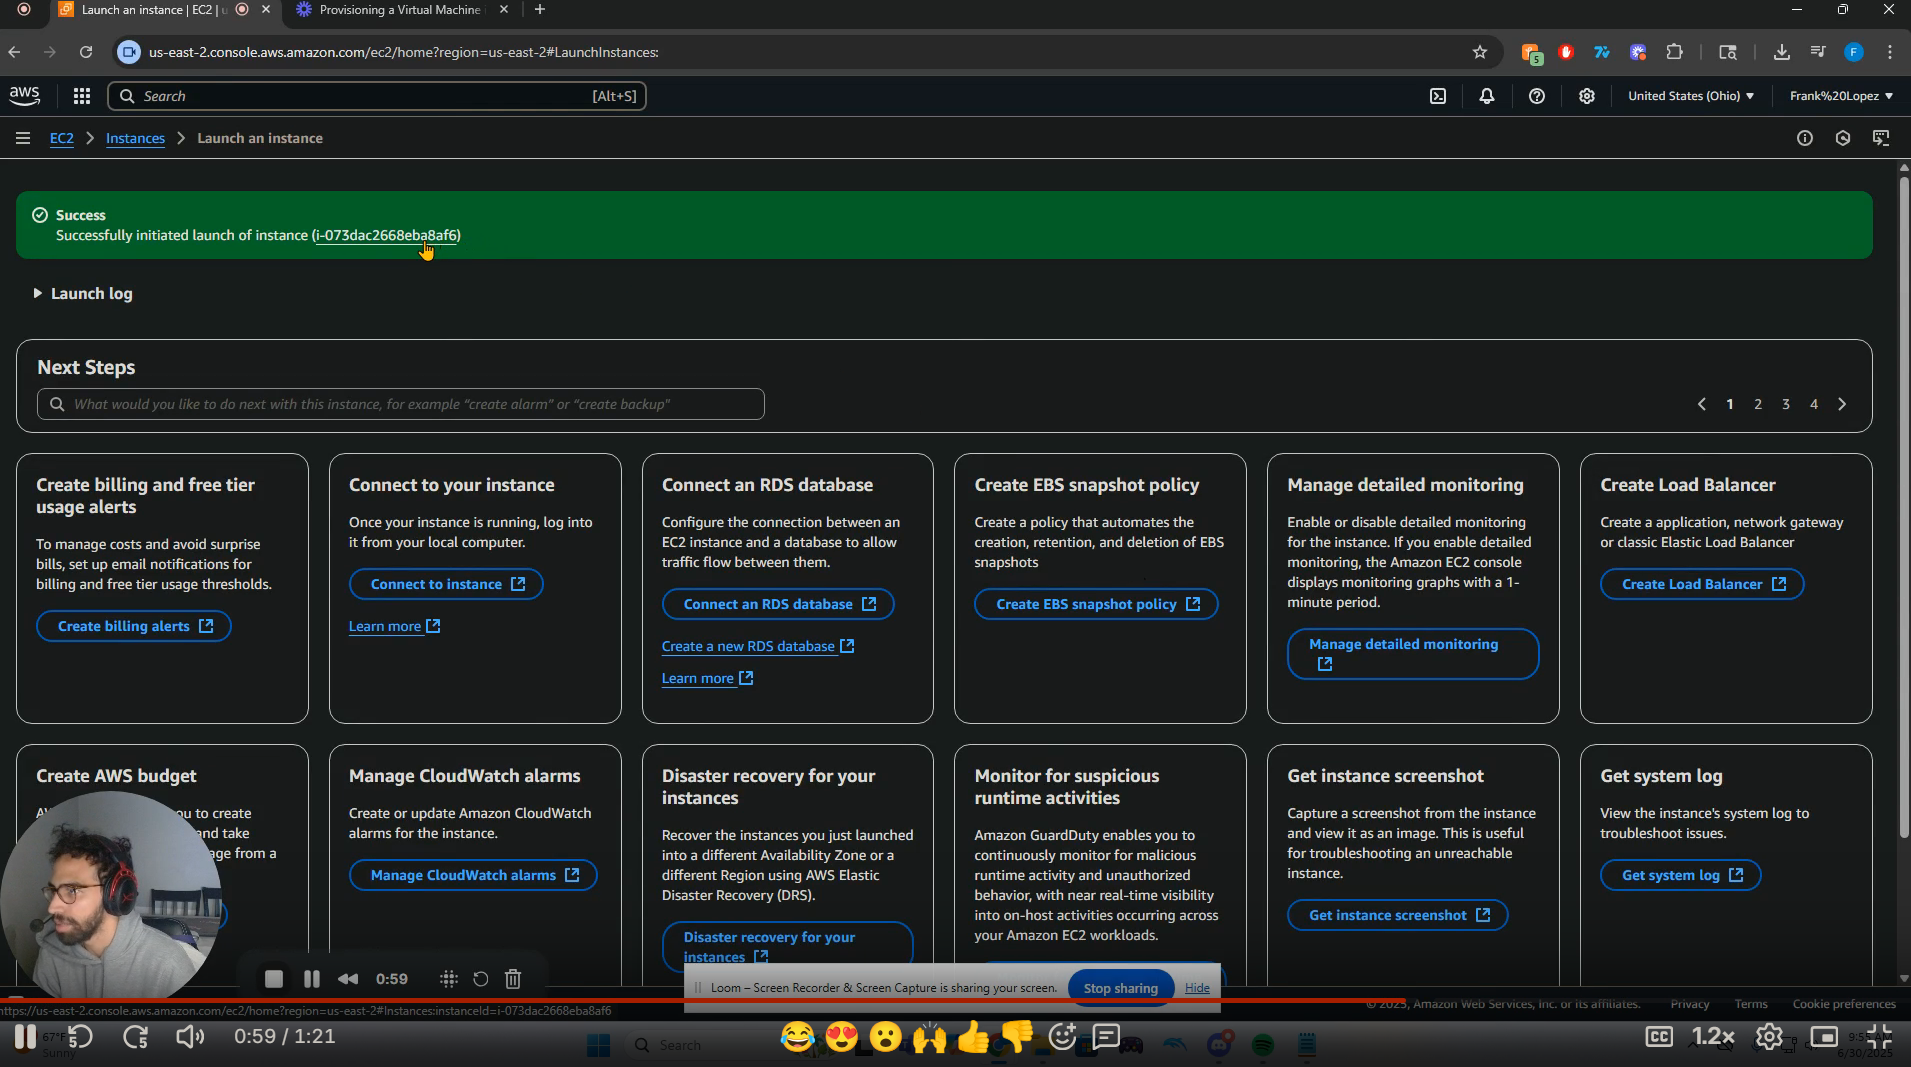 Launch an instance | EC2 | u
Provisioning a Virtual Machine i
us-east-2.console.aws.amazon.com/ec2/home?region=us-east-2#LaunchInstances:
5
F
aws
Search
[Alt+S]
United States (Ohio)
Frank%20Lopez
EC2
Instances
Launch an instance
Success
Successfully initiated launch of instance (i-073dac2668eba8af6)
Launch log
Next Steps
What would you like to do next with this instance, for example "create alarm" or "create backup"
1 2 3 4
Create billing and free tier
usage alerts
To manage costs and avoid surprise
bills, set up email notifications for
billing and free tier usage thresholds.
Create billing alerts
Connect to your instance
Once your instance is running, log into
it from your local computer.
Connect to instance
Learn more
Connect an RDS database
Configure the connection between an
EC2 instance and a database to allow
traffic flow between them.
Connect an RDS database
Create a new RDS database
Learn more
Create EBS snapshot policy
Create a policy that automates the
creation, retention, and deletion of EBS
snapshots
Create EBS snapshot policy
Manage detailed monitoring
Enable or disable detailed monitoring
for the instance. If you enable detailed
monitoring, the Amazon EC2 console
displays monitoring graphs with a 1-
minute period.
Manage detailed monitoring
Create Load Balancer
Create a application, network gateway
or classic Elastic Load Balancer
Create Load Balancer
Create AWS budget
ou to create
and take
age from a
Manage CloudWatch alarms
Create or update Amazon CloudWatch
alarms for the instance.
Manage CloudWatch alarms
Disaster recovery for your
instances
Recover the instances you just launched
into a different Availability Zone or a
different Region using AWS Elastic
Disaster Recovery (DRS).
Disaster recovery for your
instances
Monitor for suspicious
runtime activities
Amazon GuardDuty enables you to
continuously monitor for malicious
runtime activity and unauthorized
behavior, with near real-time visibility
into on-host activities occurring across
your Amazon EC2 workloads.
Get instance screenshot
Capture a screenshot from the instance
and view it as an image. This is useful
for troubleshooting an unreachable
instance.
Get instance screenshot
Get system log
View the instance's system log to
troubleshoot issues.
Get system log
0:59
Loom – Screen Recorder & Screen Capture is sharing your screen.
Stop sharing
Hide
https://us-east-2.console.aws.amazon.com/ec2/home?region=us-east-2#Instances:instanceId=i-073dac2668eba8af6
© 2025, Amazon Web Services, Inc. or its affiliates.
Privacy
Terms
Cookie preferences
67°F
Sunny
0:59 / 1:21
Search
CC
1.2x
6/30/2025